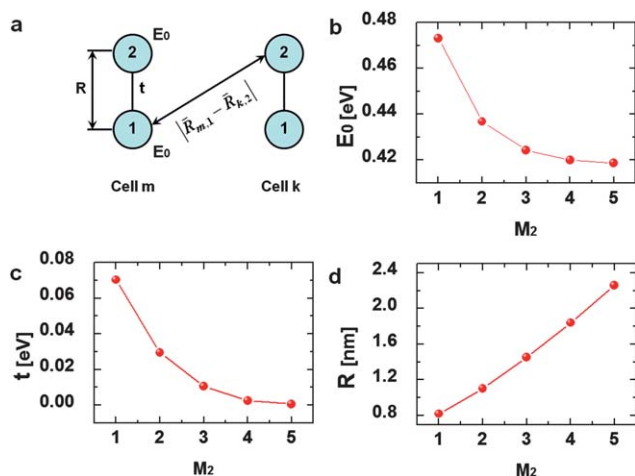 a
E₀
2
2
R
t
|R̄ₘ,₁ − R̄ₖ,₂|
1
1
E₀
Cell m
Cell k
b
0.48
0.46
0.44
0.42
E₀ [eV]
1 2 3 4 5
M₂
c
0.08
0.06
0.04
0.02
0.00
t [eV]
1 2 3 4 5
M₂
d
2.4
2.0
1.6
1.2
0.8
R [nm]
1 2 3 4 5
M₂